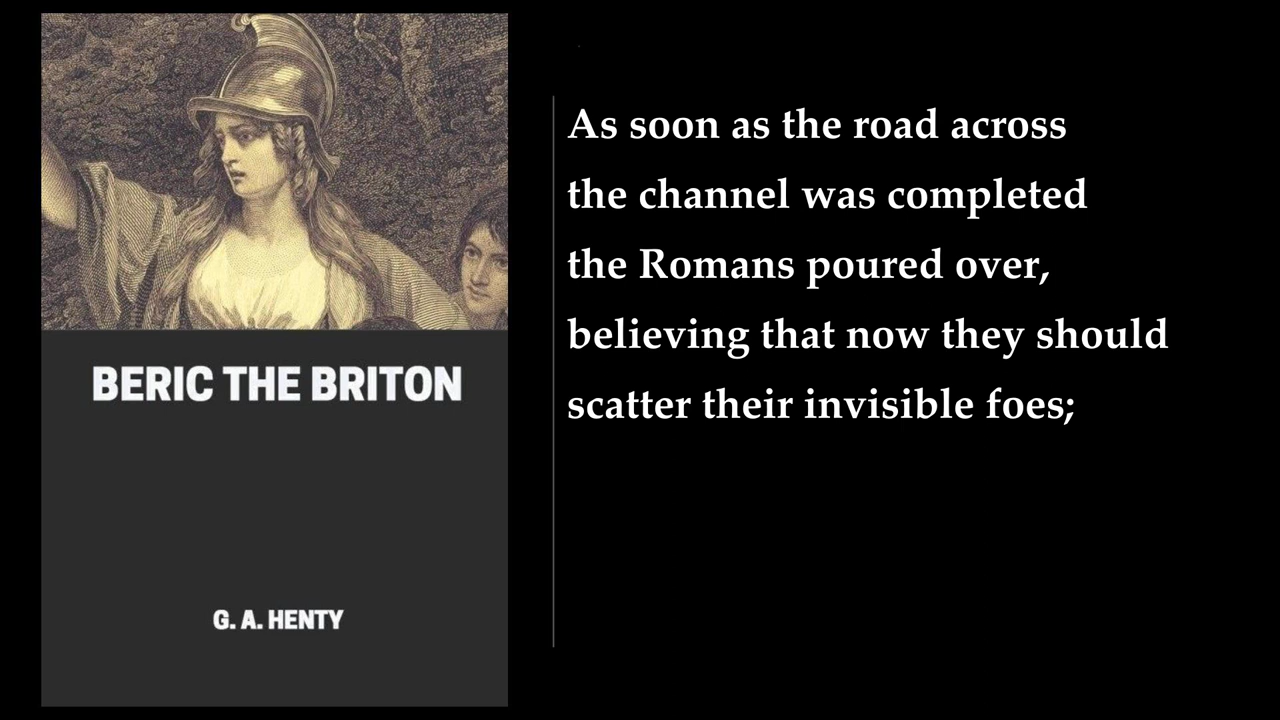 BERIC THE BRITON
G. A. HENTY
As soon as the road across
the channel was completed
the Romans poured over,
believing that now they should
scatter their invisible foes;